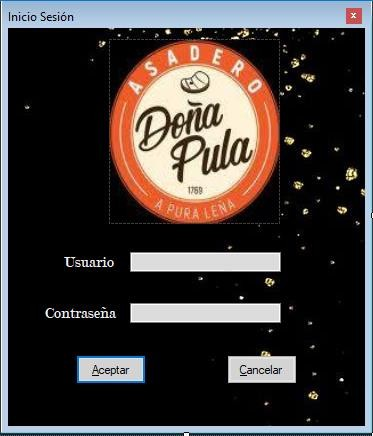 Inicio Sesión
x
ASADERO
Doña
Pula
1769
A PURA LEÑA
Usuario
Contraseña
Aceptar
Cancelar